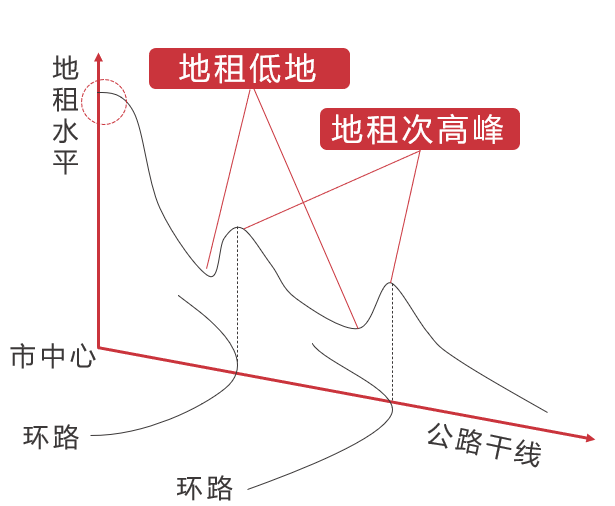 地租水平
地租低地
地租次高峰
市中心
环路
公路干线
环路